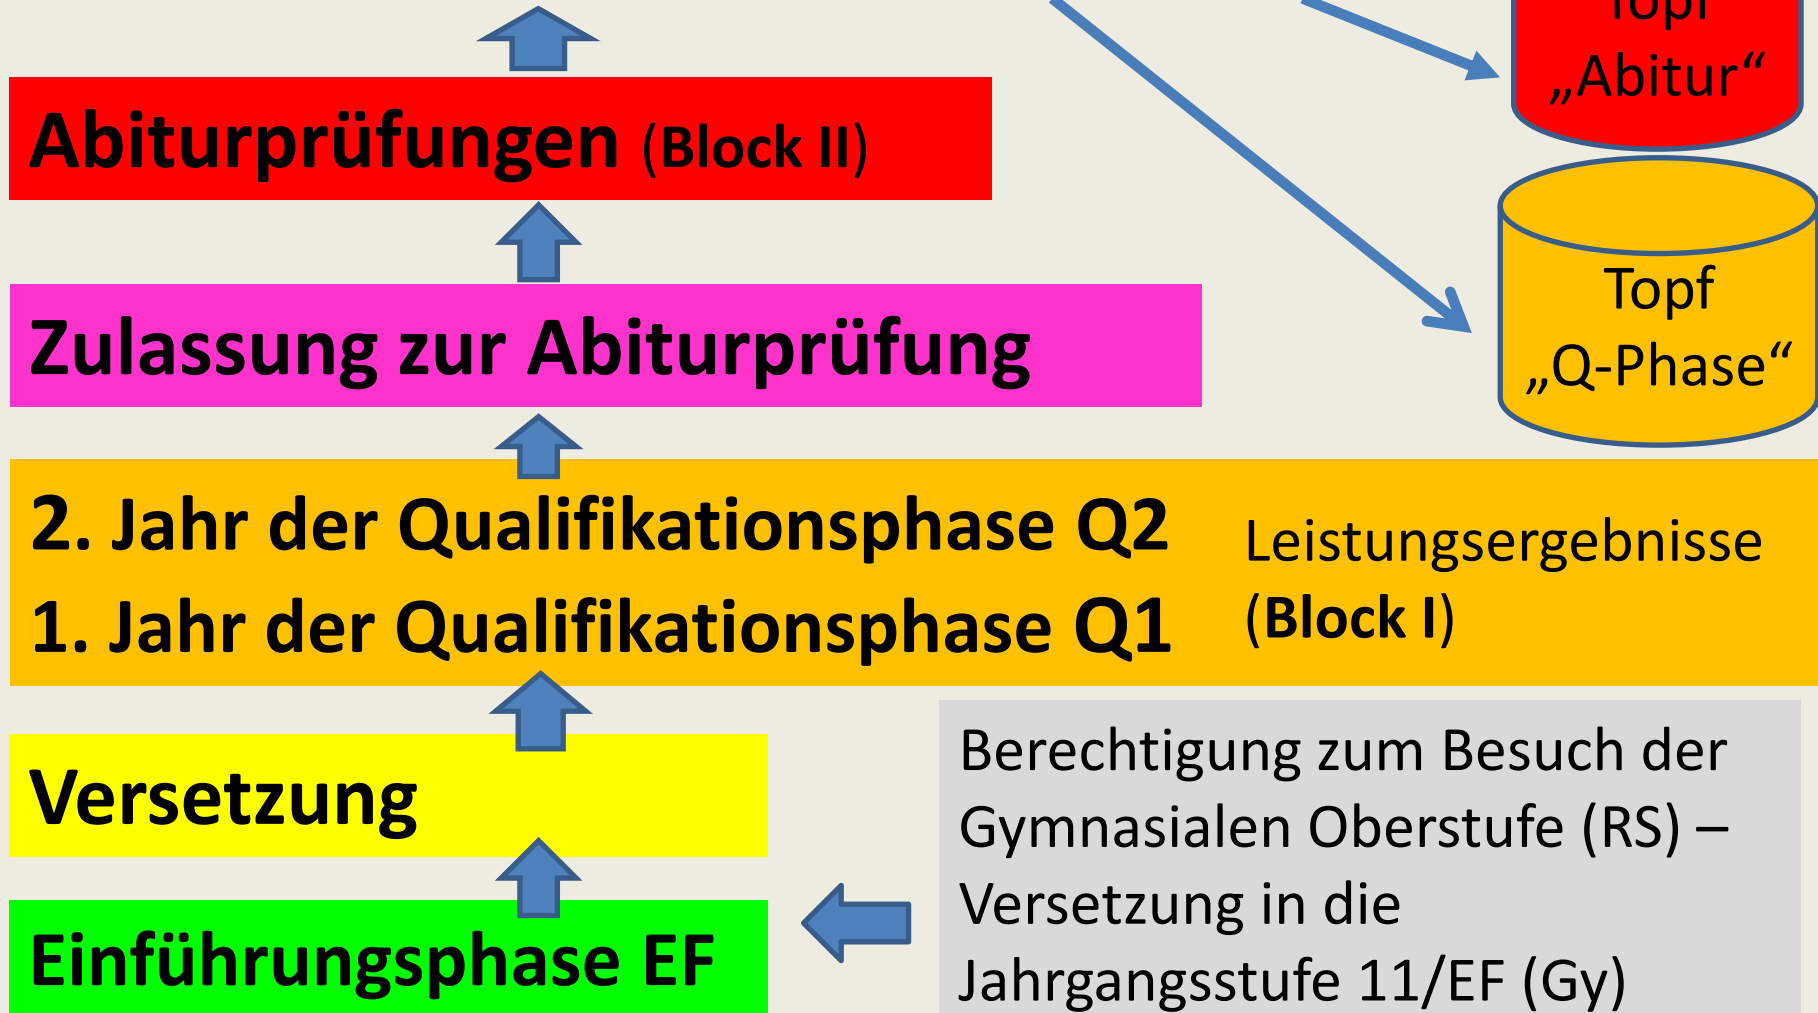 Topf
„Abitur“
Abiturprüfungen (Block II)
Topf
„Q-Phase“
Zulassung zur Abiturprüfung
2. Jahr der Qualifikationsphase Q2
1. Jahr der Qualifikationsphase Q1
Leistungsergebnisse
(Block I)
Versetzung
Berechtigung zum Besuch der
Gymnasialen Oberstufe (RS) –
Versetzung in die
Jahrgangsstufe 11/EF (Gy)
Einführungsphase EF